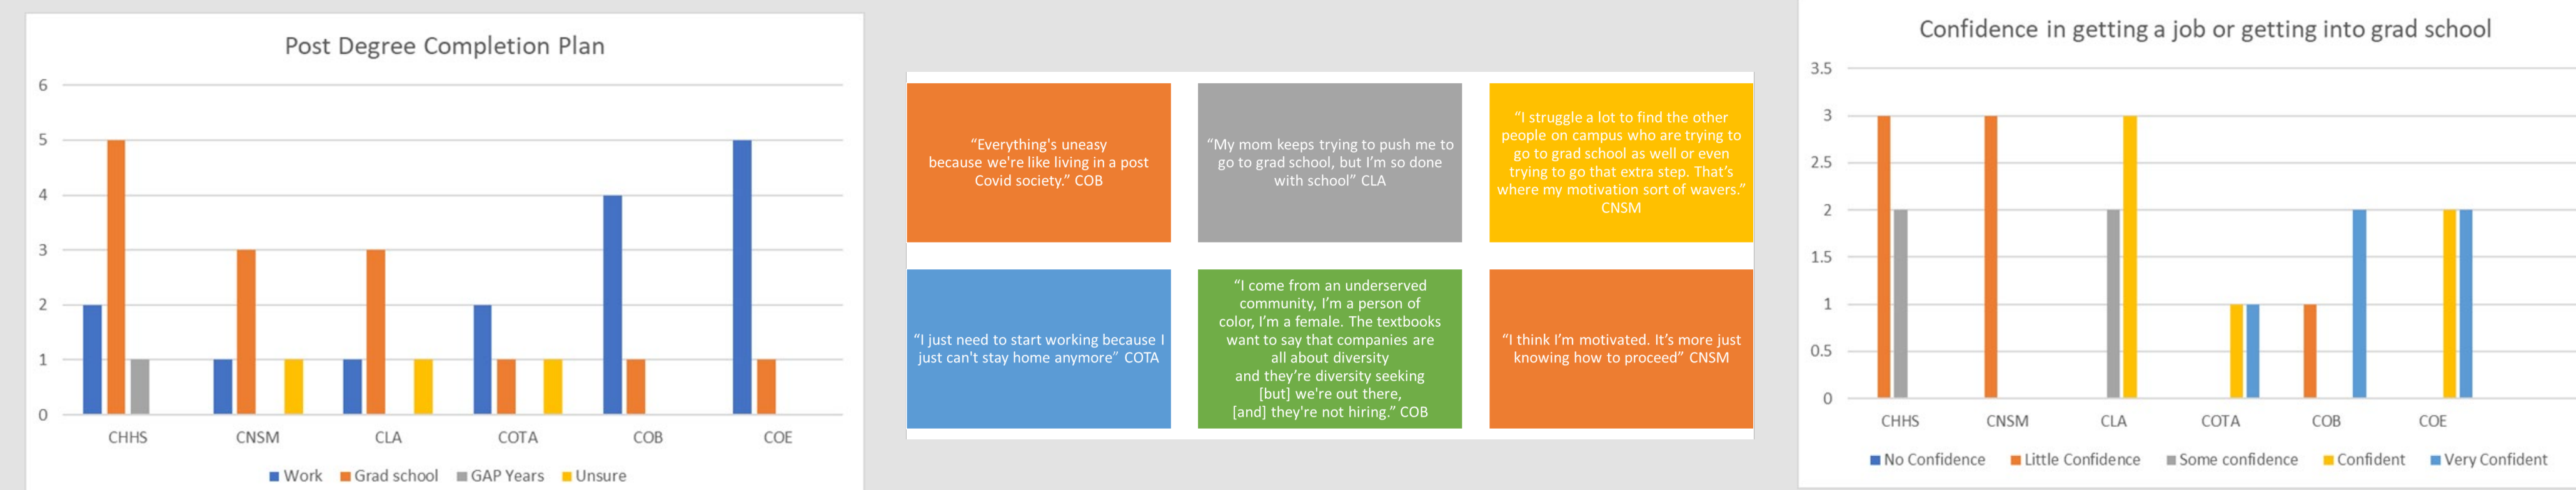 Post Degree Completion Plan
6
5
4
3
2
1
0
CHHS
CNSM
CLA
COTA
COB
COE
Work
Grad school
GAP Years
Unsure
“Everything's uneasy
because we're like living in a post
Covid society.” COB
“My mom keeps trying to push me to
go to grad school, but I’m so done
with school” CLA
“I struggle a lot to find the other
people on campus who are trying to
go to grad school as well or even
trying to go that extra step. That’s
where my motivation sort of wavers.”
CNSM
“I just need to start working because I
just can't stay home anymore” COTA
“I come from an underserved
community, I’m a person of
color, I’m a female. The textbooks
want to say that companies are
all about diversity
and they’re diversity seeking
[but] we're out there,
[and] they're not hiring.” COB
“I think I’m motivated. It’s more just
knowing how to proceed” CNSM
Confidence in getting a job or getting into grad school
3.5
3
2.5
2
1.5
1
0.5
0
CHHS
CNSM
CLA
COTA
COB
COE
No Confidence
Little Confidence
Some confidence
Confident
Very Confident